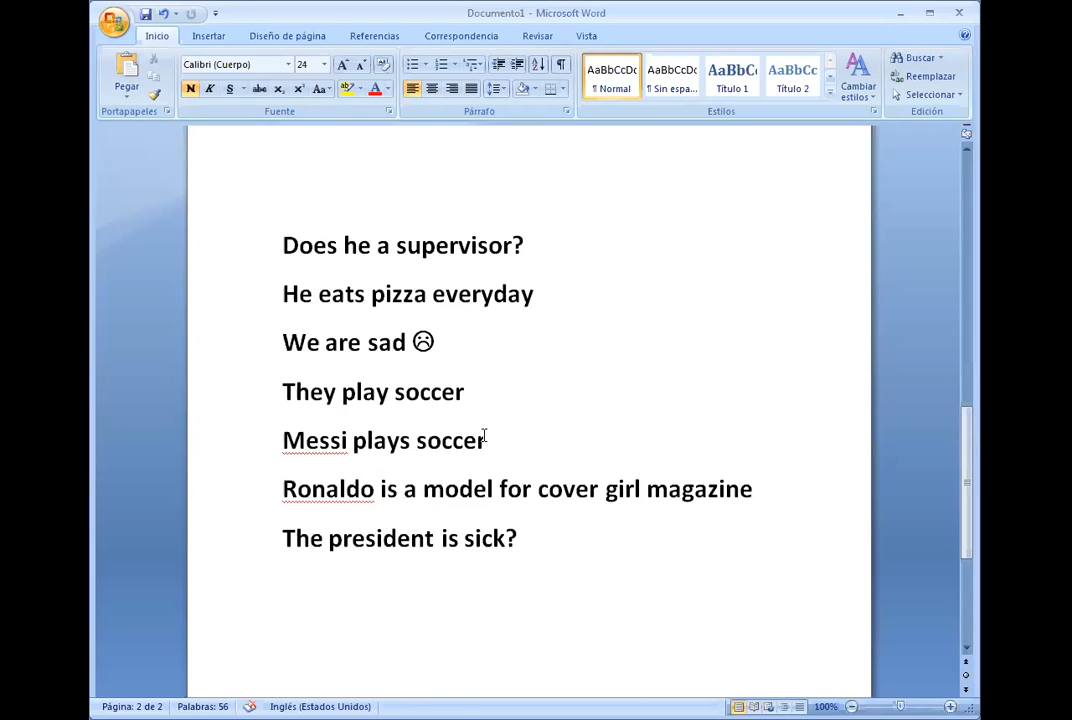 Documento1 - Microsoft Word
Inicio Insertar Diseño de página Referencias Correspondencia Revisar Vista
Calibri (Cuerpo) 24
AaBbCcDc AaBbCcDc AaBbC AaBbCc
¶ Normal ¶ Sin espa... Título 1 Título 2
Pegar
Cambiar estilos
Buscar
Reemplazar
Seleccionar
Portapapeles Fuente Párrafo Estilos Edición
Does he a supervisor?
He eats pizza everyday
We are sad ☹
They play soccer
Messi plays soccer
Ronaldo is a model for cover girl magazine
The president is sick?
Página: 2 de 2 Palabras: 56 Inglés (Estados Unidos) 100%